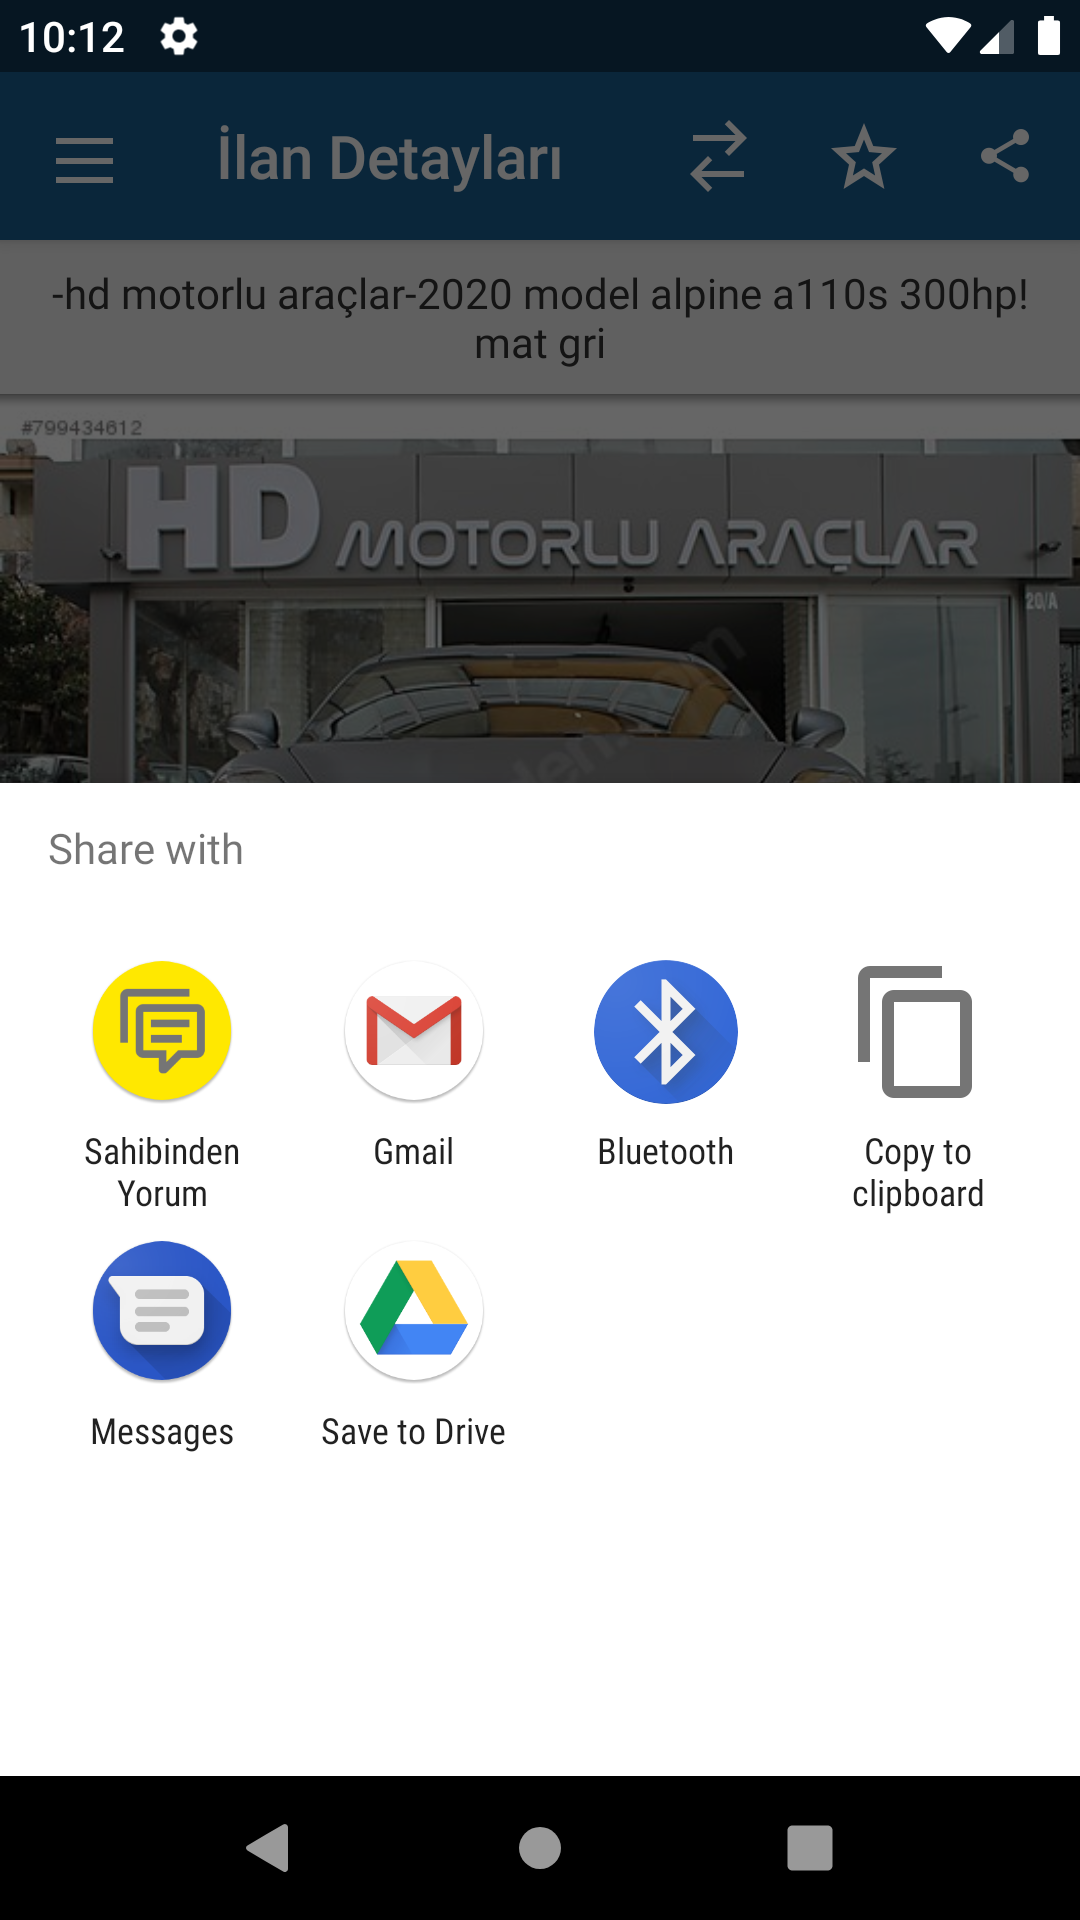 10:12
İlan Detayları
-hd motorlu araçlar-2020 model alpine a110s 300hp!
mat gri
#799434612
HD MOTORLU ARAÇLAR
20/A
Share with
Sahibinden
Yorum
Gmail
Bluetooth
Copy to
clipboard
Messages
Save to Drive